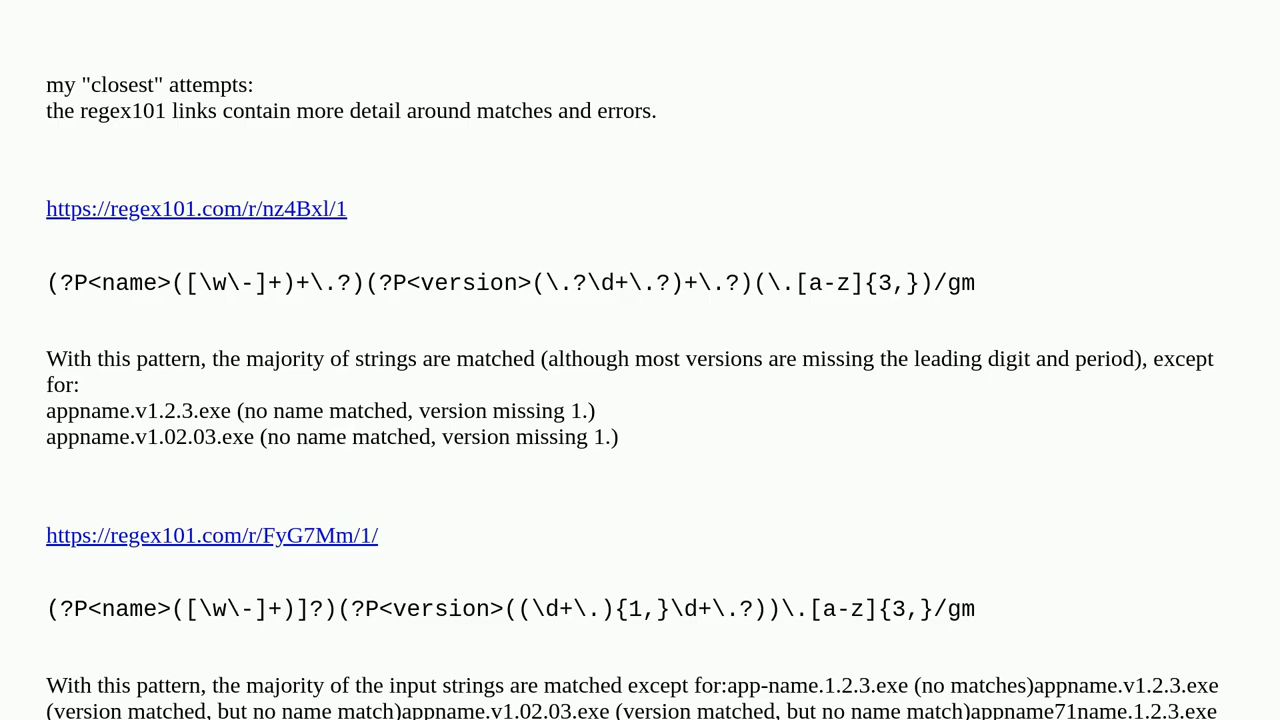 my "closest" attempts:
the regex101 links contain more detail around matches and errors.
https://regex101.com/r/nz4Bxl/1
(?P<name>([\w\-]+)+\.?)(?P<version>(\.?\d+\.?)+\.?)(\.[a-z]{3,})/gm
With this pattern, the majority of strings are matched (although most versions are missing the leading digit and period), except
for:
appname.v1.2.3.exe (no name matched, version missing 1.)
appname.v1.02.03.exe (no name matched, version missing 1.)
https://regex101.com/r/FyG7Mm/1/
(?P<name>([\w\-]+)]?)(?P<version>((\d+\.){1,}\d+\.?))\.[a-z]{3,}/gm
With this pattern, the majority of the input strings are matched except for:app-name.1.2.3.exe (no matches)appname.v1.2.3.exe
(version matched, but no name match)appname.v1.02.03.exe (version matched, but no name match)appname71name.1.2.3.exe